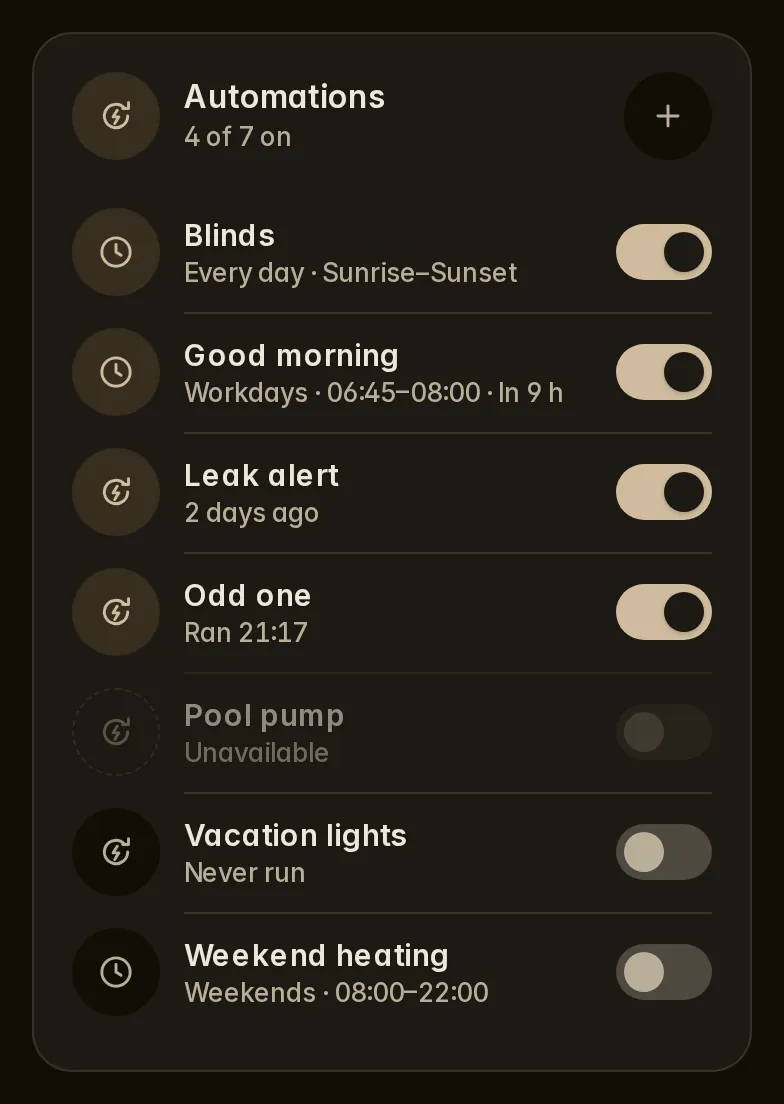 Automations
4 of 7 on
Blinds
Every day · Sunrise–Sunset
Good morning
Workdays · 06:45–08:00 · In 9 h
Leak alert
2 days ago
Odd one
Ran 21:17
Pool pump
Unavailable
Vacation lights
Never run
Weekend heating
Weekends · 08:00–22:00